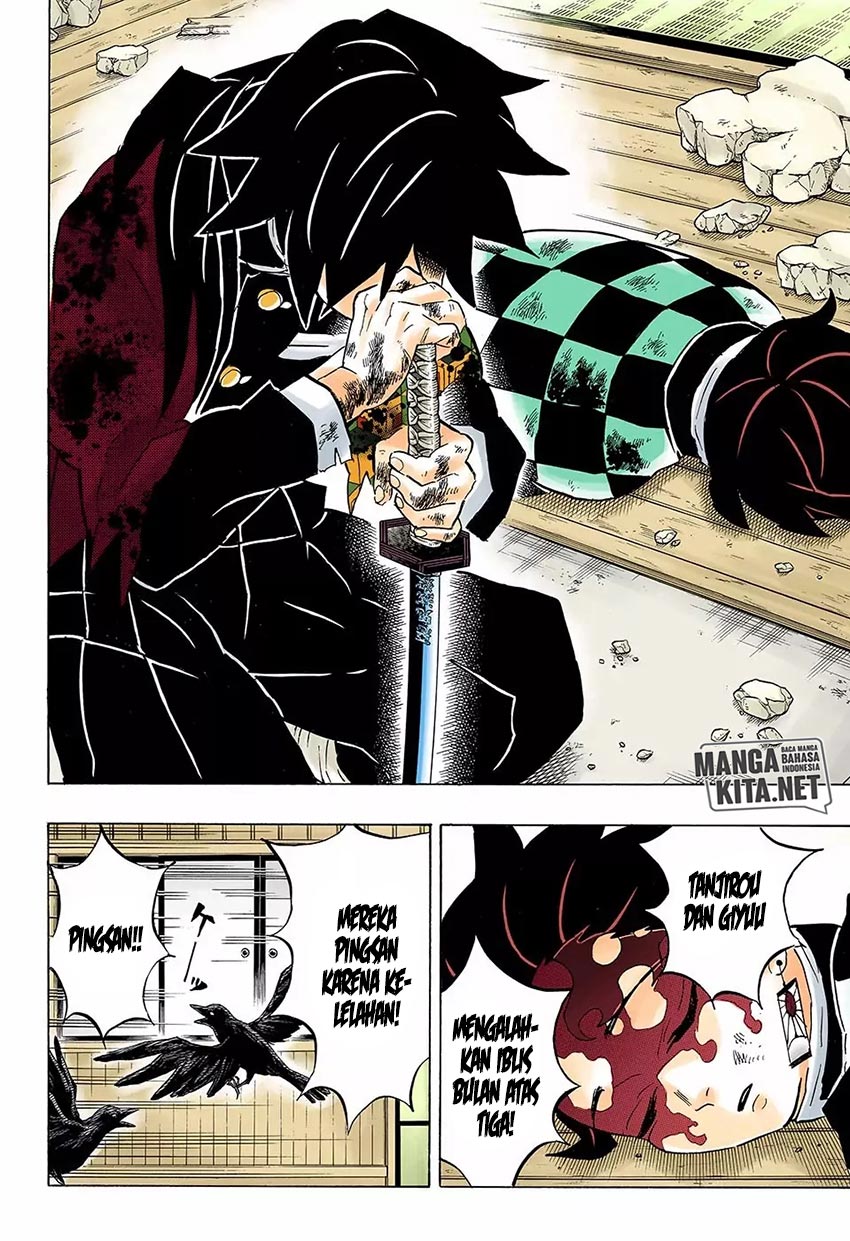 MANGA
KITA.NET
BACA MANGA
BAHASA
INDONESIA
TANJIROU
DAN GIYUU
MENGALAH-
KAN IBLIS
BULAN ATAS
TIGA!
MEREKA
PINGSAN
KARENA KE-
LELAHAN!
PINGSAN!!